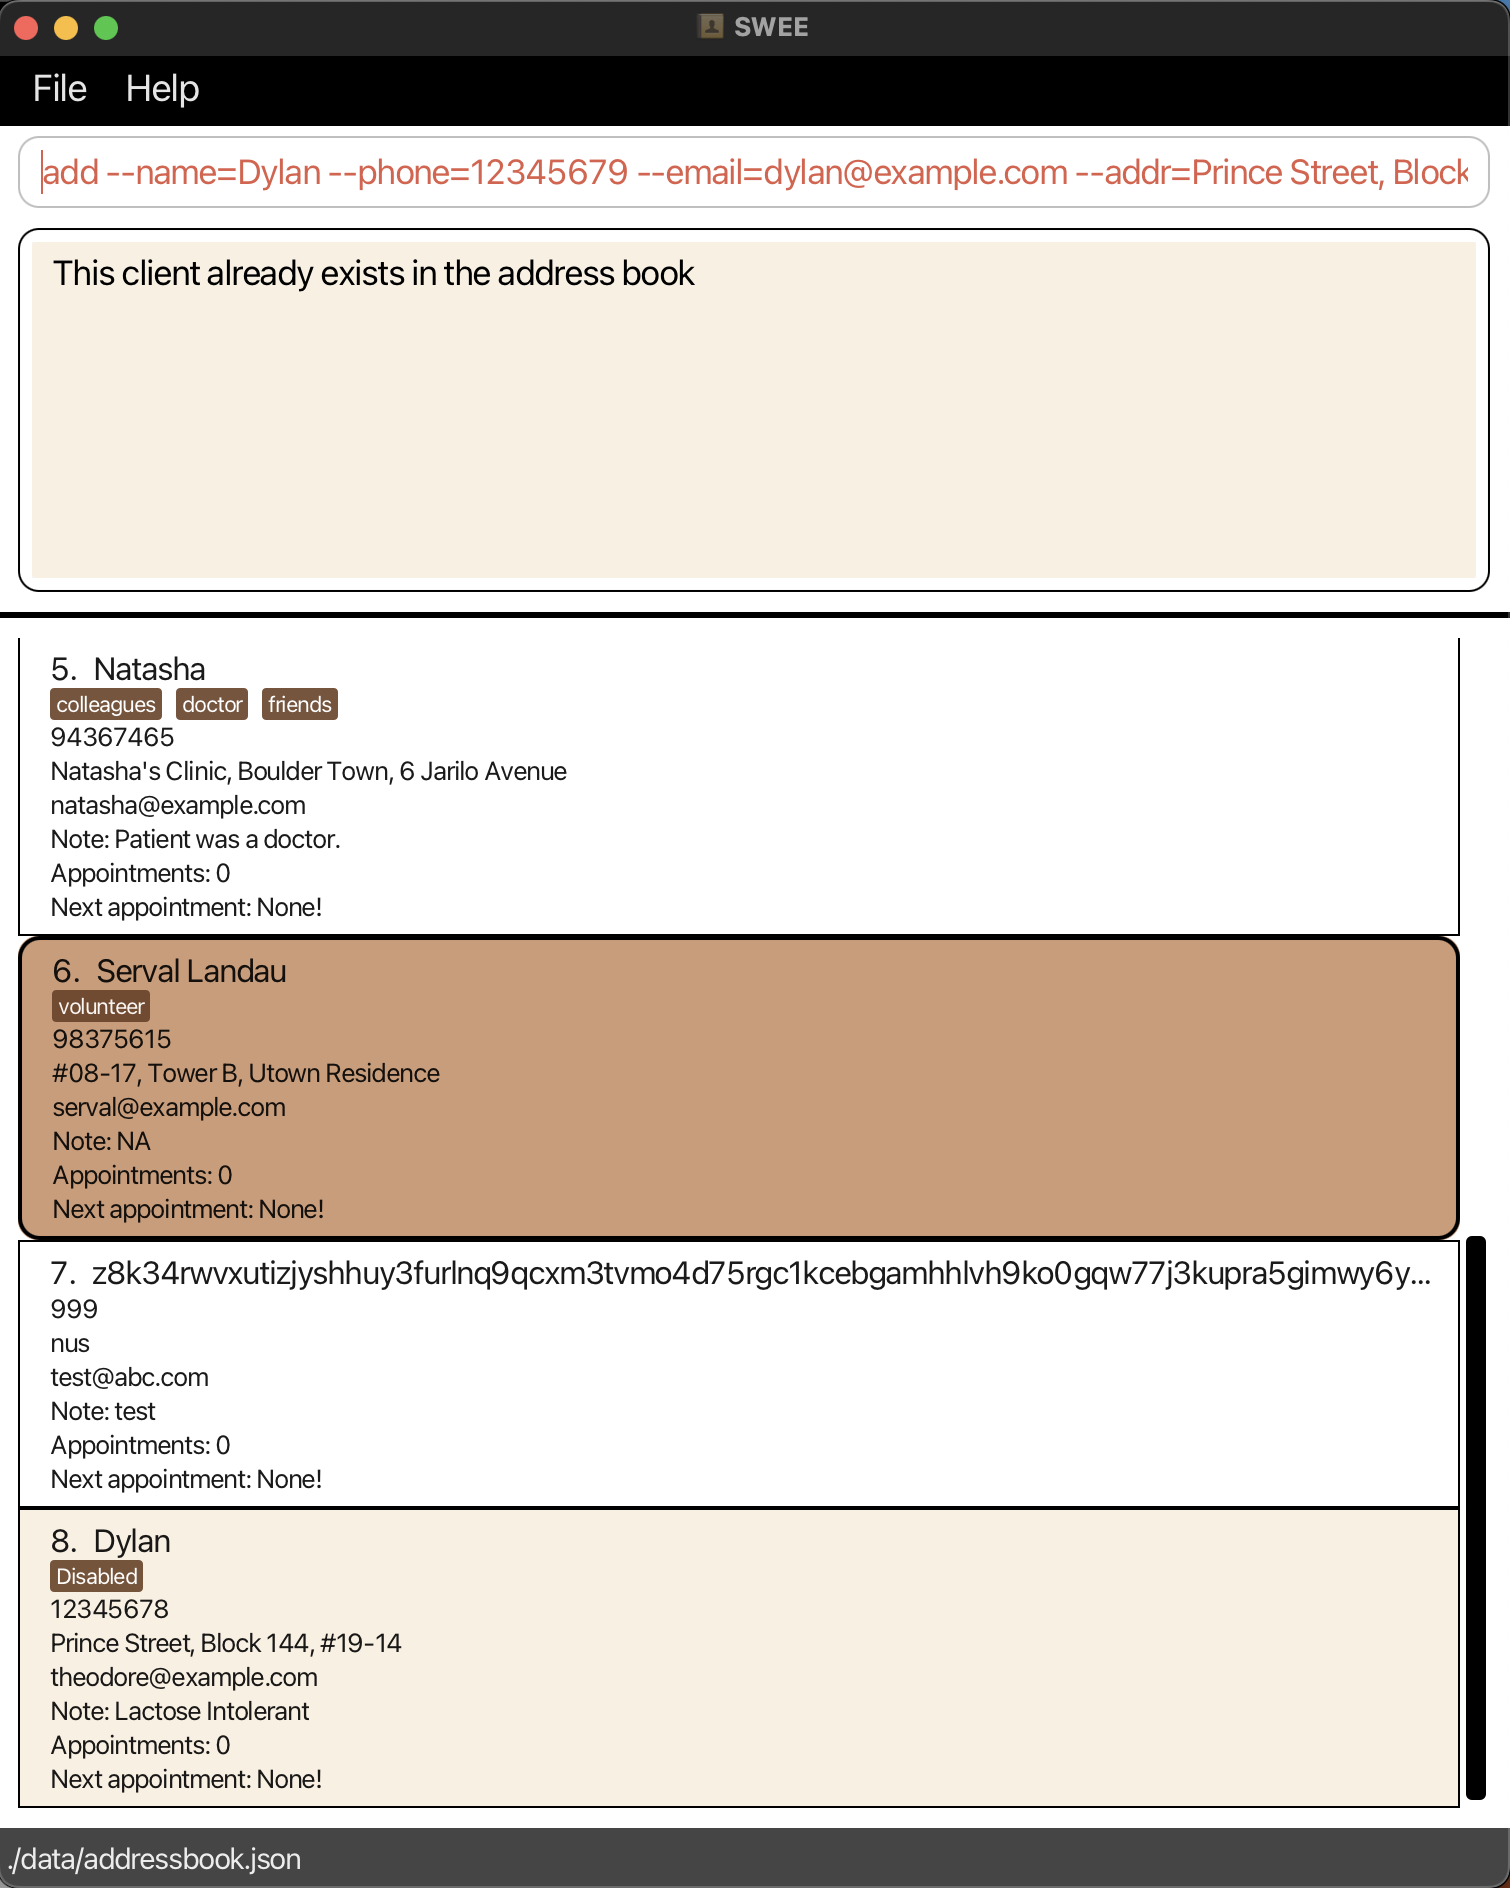 SWEE
File Help
add --name=Dylan --phone=12345679 --email=dylan@example.com --addr=Prince Street, Block
This client already exists in the address book
5. Natasha
colleagues doctor friends
94367465
Natasha's Clinic, Boulder Town, 6 Jarilo Avenue
natasha@example.com
Note: Patient was a doctor.
Appointments: 0
Next appointment: None!
6. Serval Landau
volunteer
98375615
#08-17, Tower B, Utown Residence
serval@example.com
Note: NA
Appointments: 0
Next appointment: None!
7. z8k34rwvxutizjyshhuy3furlnq9qcxm3tvmo4d75rgc1kcebgamhhlvh9ko0gqw77j3kupra5gimwy6y...
999
nus
test@abc.com
Note: test
Appointments: 0
Next appointment: None!
8. Dylan
Disabled
12345678
Prince Street, Block 144, #19-14
theodore@example.com
Note: Lactose Intolerant
Appointments: 0
Next appointment: None!
./data/addressbook.json